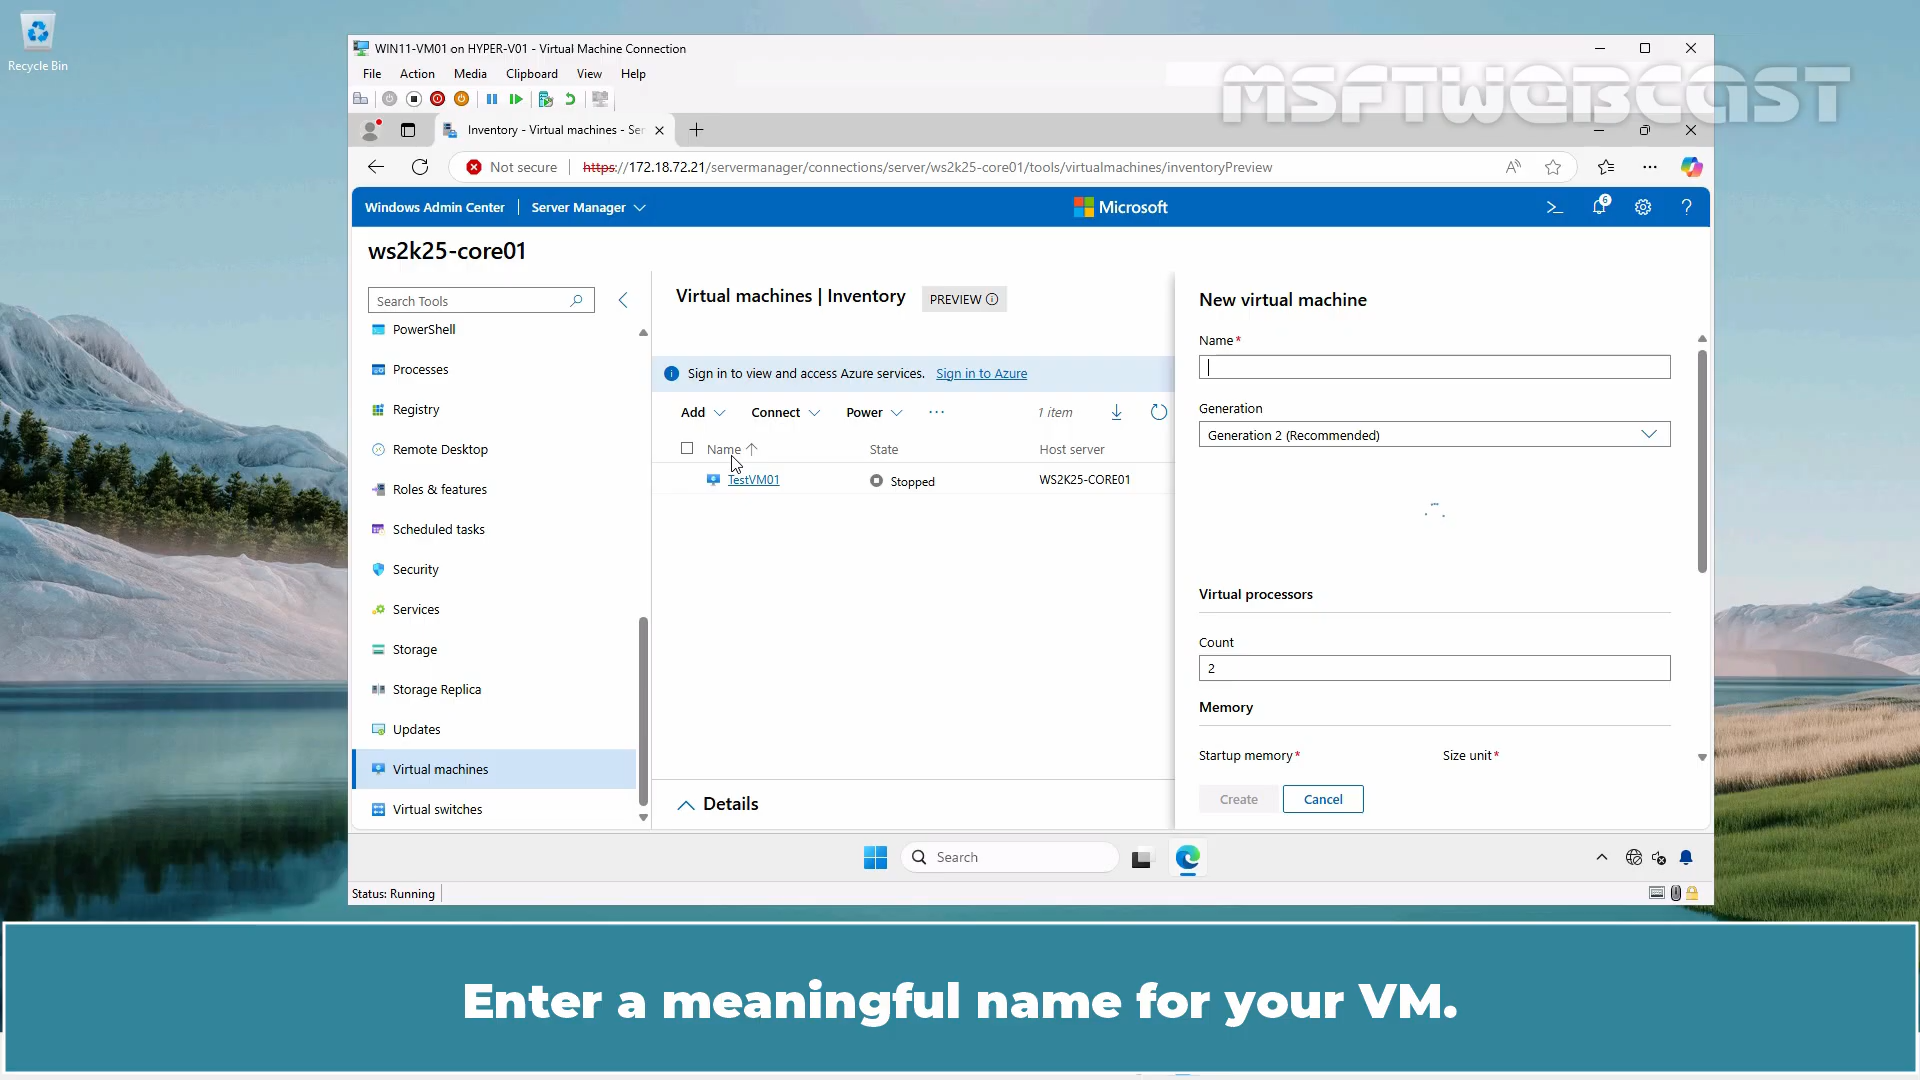 Recycle Bin
WIN11-VM01 on HYPER-V01 - Virtual Machine Connection
File Action Media Clipboard View Help
MSFTWEBCAST
Inventory - Virtual machines - Ser
Not secure https://172.18.72.21/servermanager/connections/server/ws2k25-core01/tools/virtualmachines/inventoryPreview
Windows Admin Center Server Manager Microsoft 6
ws2k25-core01
Search Tools
PowerShell
Processes
Registry
Remote Desktop
Roles & features
Scheduled tasks
Security
Services
Storage
Storage Replica
Updates
Virtual machines
Virtual switches
Virtual machines | Inventory PREVIEW
Sign in to view and access Azure services. Sign in to Azure
Add Connect Power ··· 1 item
Name State Host server
TestVM01 Stopped WS2K25-CORE01
Details
New virtual machine
Name*
Generation
Generation 2 (Recommended)
Virtual processors
Count
2
Memory
Startup memory* Size unit*
Create Cancel
Search
Status: Running
Enter a meaningful name for your VM.